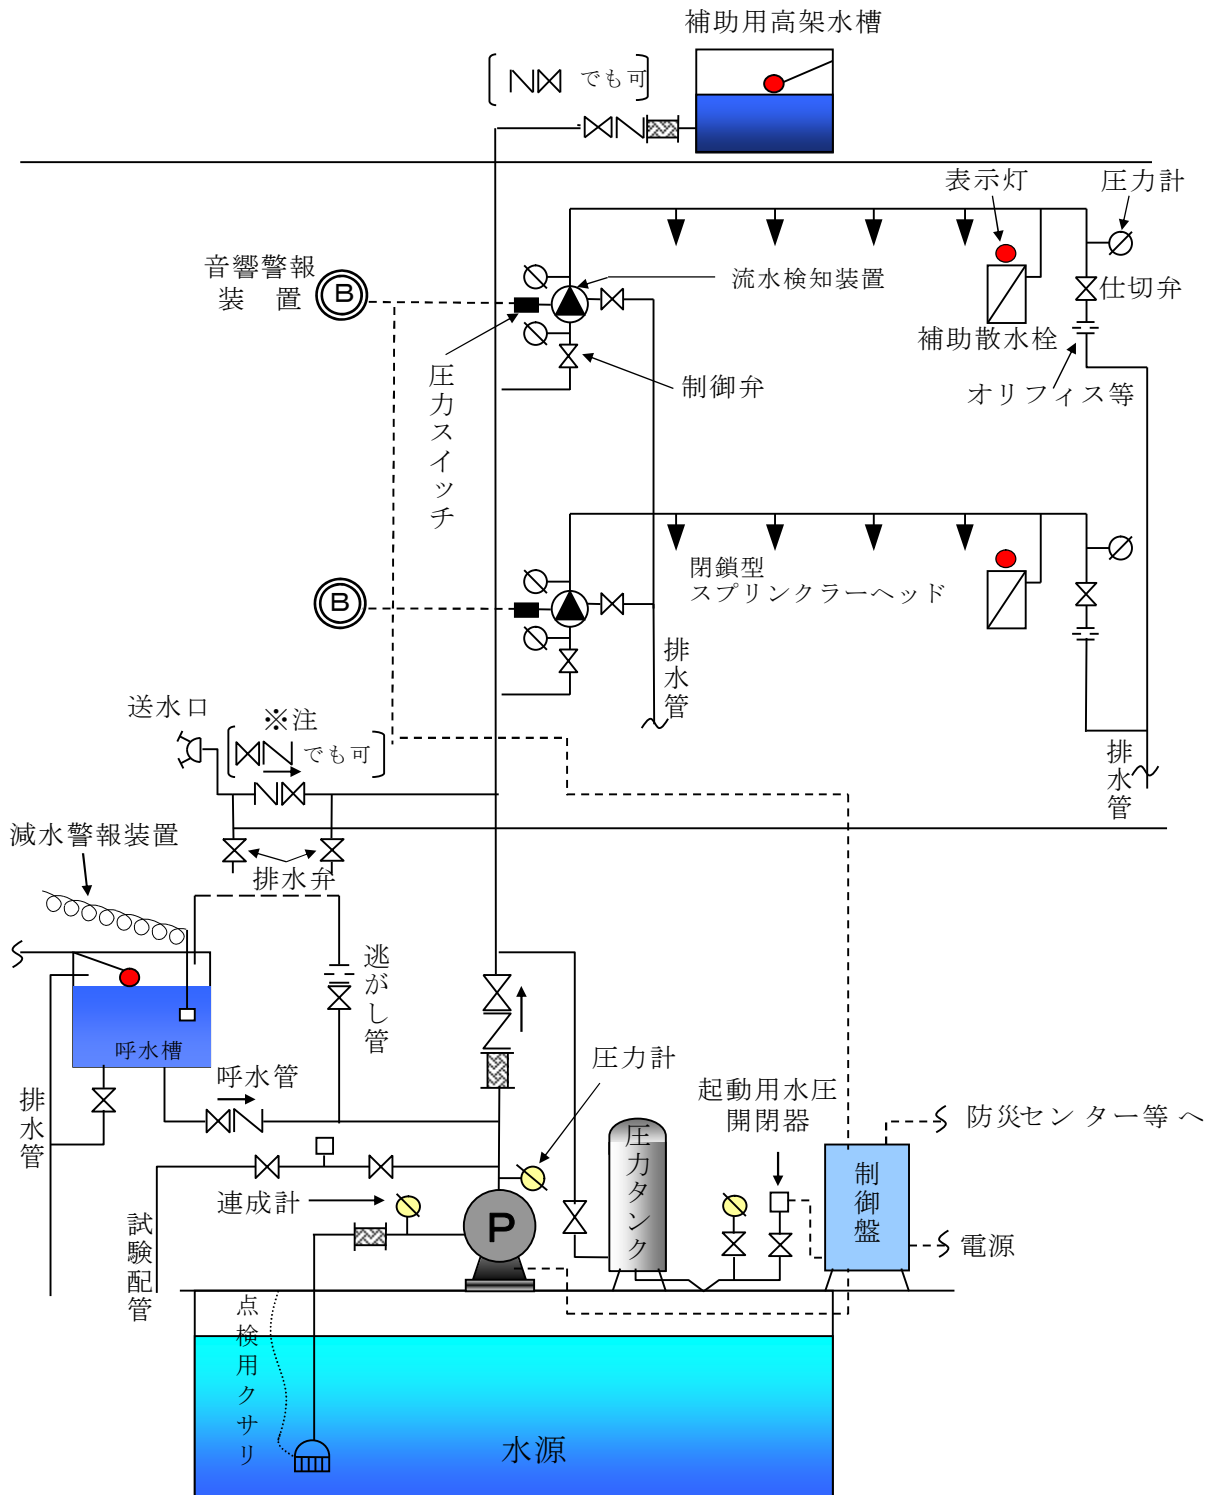 補助用高架水槽
でも可
表示灯
圧力計
音響警報
装 置
B
流水検知装置
仕切弁
補助散水栓
制御弁
オリフィス等
圧力スイッチ
閉鎖型
スプリンクラーヘッド
B
排水管
送水口
※注
でも可
排水管
減水警報装置
排水弁
逃がし管
呼水槽
呼水管
圧力計
起動用水圧
開閉器
防災センター等へ
排水管
圧力タンク
制御盤
連成計
P
試験配管
電源
点検用クサリ
水源